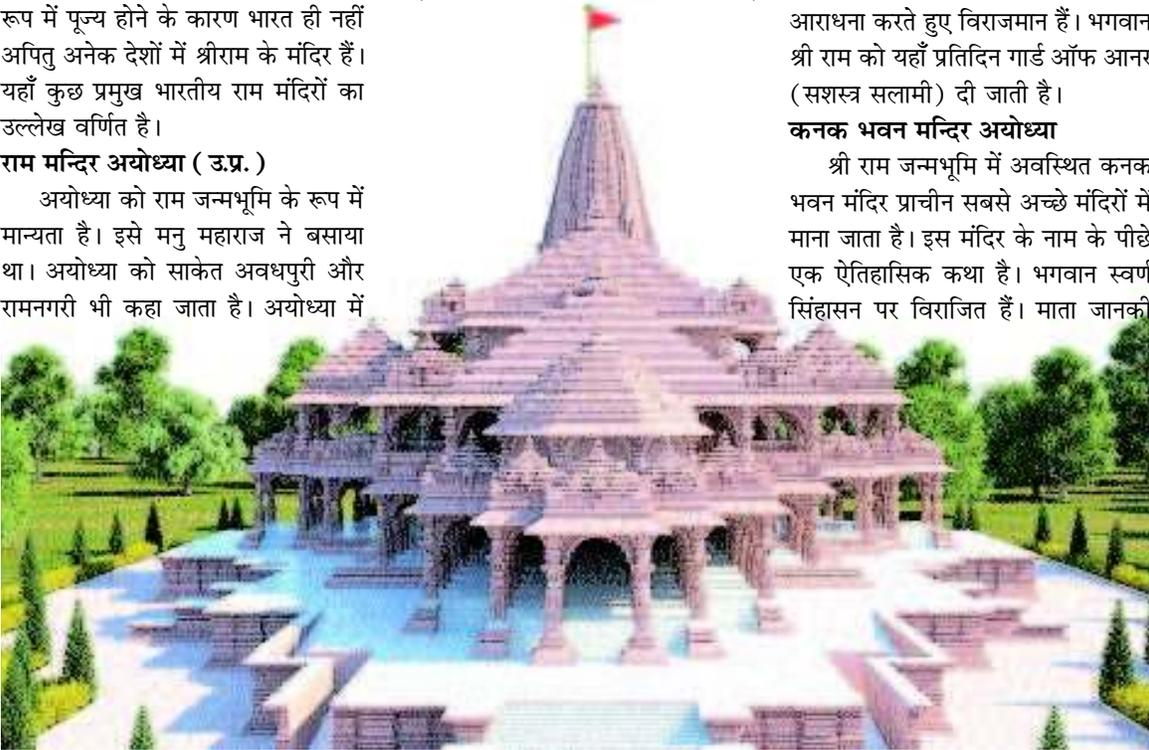 रूप में पूज्य होने के कारण भारत ही नहीं
अपितु अनेक देशों में श्रीराम के मंदिर हैं।
यहाँ कुछ प्रमुख भारतीय राम मंदिरों का
उल्लेख वर्णित है।
राम मन्दिर अयोध्या ( उ.प्र. )
अयोध्या को राम जन्मभूमि के रूप में
मान्यता है। इसे मनु महाराज ने बसाया
था। अयोध्या को साकेत अवधपुरी और
रामनगरी भी कहा जाता है। अयोध्या में
आराधना करते हुए विराजमान हैं। भगवान
श्री राम को यहाँ प्रतिदिन गार्ड ऑफ आनर
(सशस्त्र सलामी) दी जाती है।
कनक भवन मन्दिर अयोध्या
श्री राम जन्मभूमि में अवस्थित कनक
भवन मंदिर प्राचीन सबसे अच्छे मंदिरों में
माना जाता है। इस मंदिर के नाम के पीछे
एक ऐतिहासिक कथा है। भगवान स्वर्ण
सिंहासन पर विराजित हैं। माता जानकी